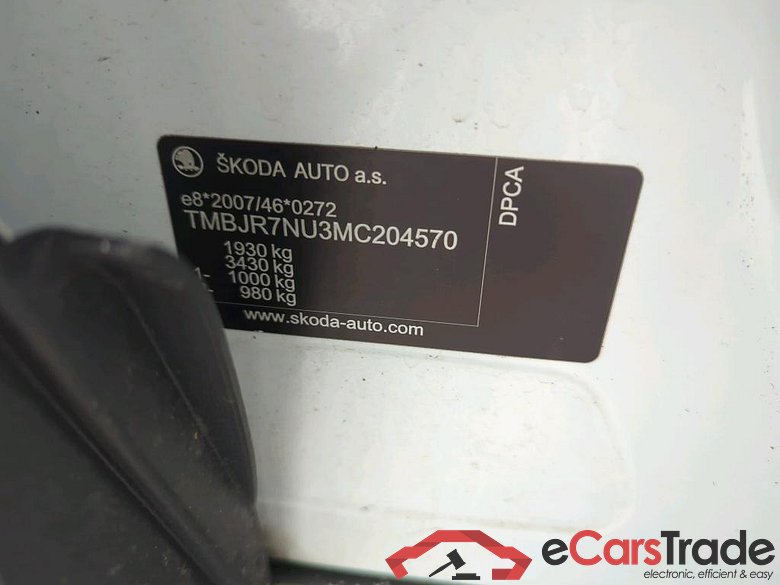 ŠKODA AUTO a.s.
e8*2007/46*0272
TMBJR7NU3MC204570
1930 kg
3430 kg
1- 1000 kg
980 kg
www.skoda-auto.com
DPCA
eCarsTrade
electronic, efficient & easy